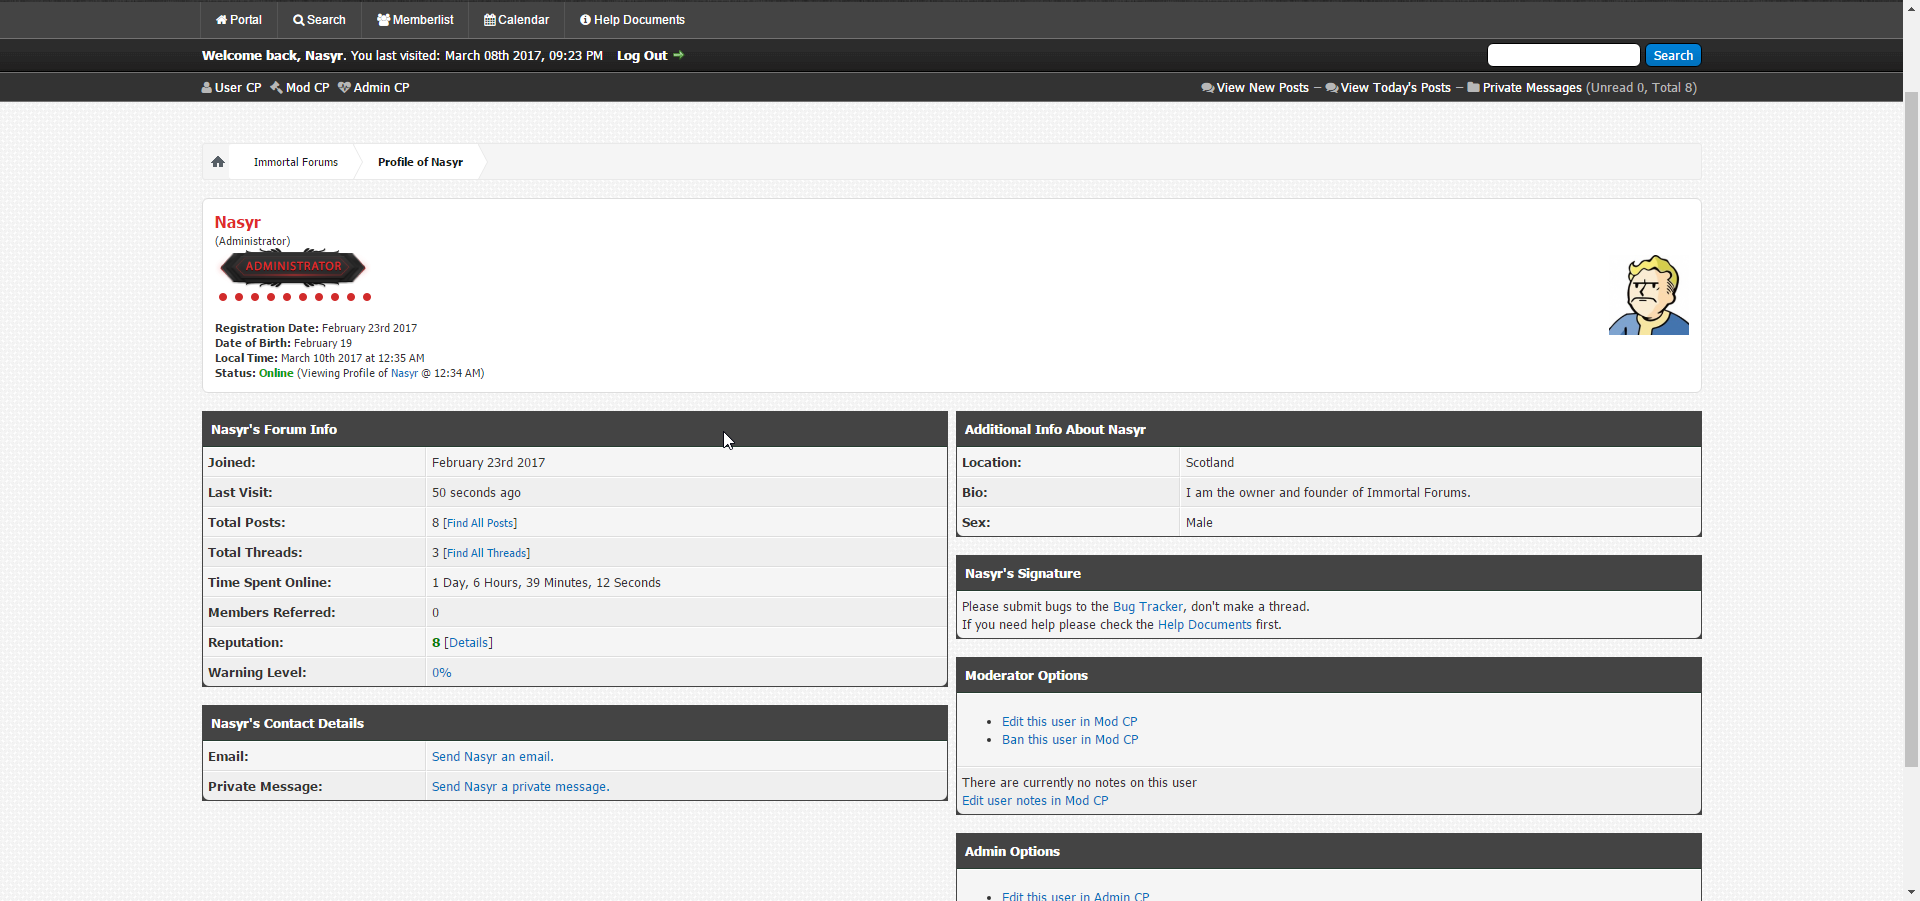 Portal Search Memberlist Calendar Help Documents
Welcome back, Nasyr. You last visited: March 08th 2017, 09:23 PM Log Out
Search
User CP Mod CP Admin CP
View New Posts – View Today's Posts – Private Messages (Unread 0, Total 8)
Immortal Forums Profile of Nasyr
Nasyr
(Administrator)
ADMINISTRATOR
Registration Date: February 23rd 2017
Date of Birth: February 19
Local Time: March 10th 2017 at 12:35 AM
Status: Online (Viewing Profile of Nasyr @ 12:34 AM)
Nasyr's Forum Info
Joined: February 23rd 2017
Last Visit: 50 seconds ago
Total Posts: 8 [Find All Posts]
Total Threads: 3 [Find All Threads]
Time Spent Online: 1 Day, 6 Hours, 39 Minutes, 12 Seconds
Members Referred: 0
Reputation: 8 [Details]
Warning Level: 0%
Nasyr's Contact Details
Email: Send Nasyr an email.
Private Message: Send Nasyr a private message.
Additional Info About Nasyr
Location: Scotland
Bio: I am the owner and founder of Immortal Forums.
Sex: Male
Nasyr's Signature
Please submit bugs to the Bug Tracker, don't make a thread.
If you need help please check the Help Documents first.
Moderator Options
• Edit this user in Mod CP
• Ban this user in Mod CP
There are currently no notes on this user
Edit user notes in Mod CP
Admin Options
• Edit this user in Admin CP